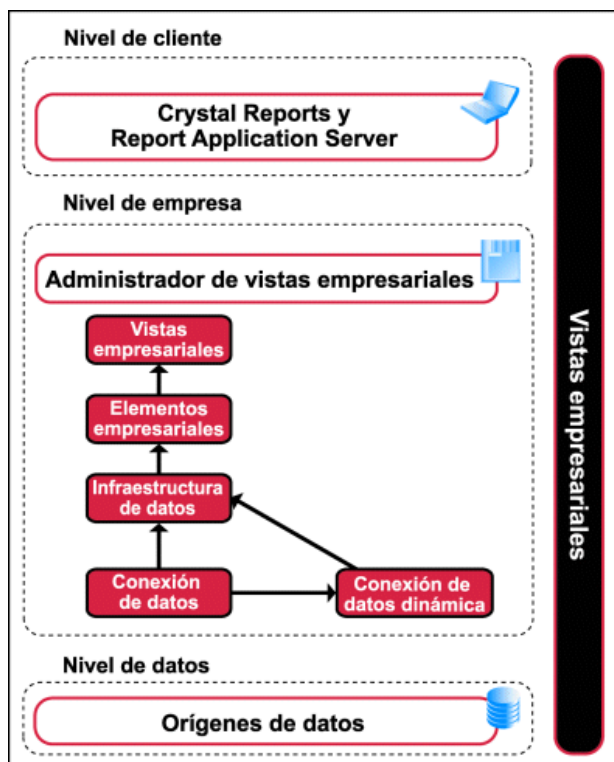 Nivel de cliente
Crystal Reports y
Report Application Server
Nivel de empresa
Administrador de vistas empresariales
Vistas
empresariales
Elementos
empresariales
Infraestructura
de datos
Conexión
de datos
Conexión de
datos dinámica
Nivel de datos
Orígenes de datos
Vistas empresariales